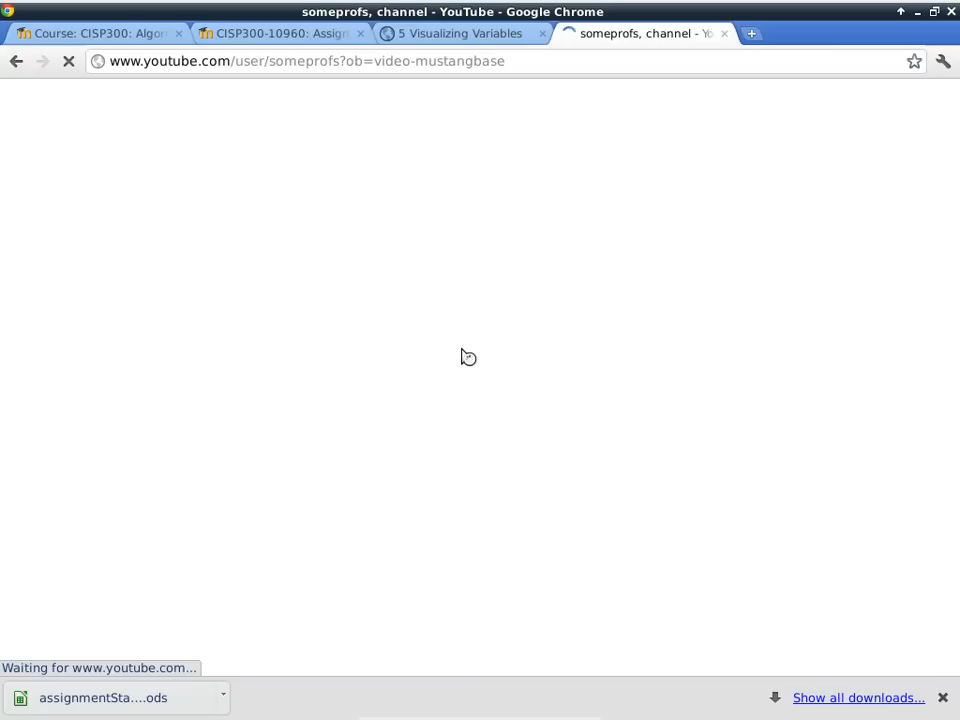 someprofs, channel - YouTube - Google Chrome
Course: CISP300: Algor
CISP300-10960: Assign
5 Visualizing Variables
someprofs, channel - Yo
www.youtube.com/user/someprofs?ob=video-mustangbase
Waiting for www.youtube.com...
assignmentSta....ods
Show all downloads...